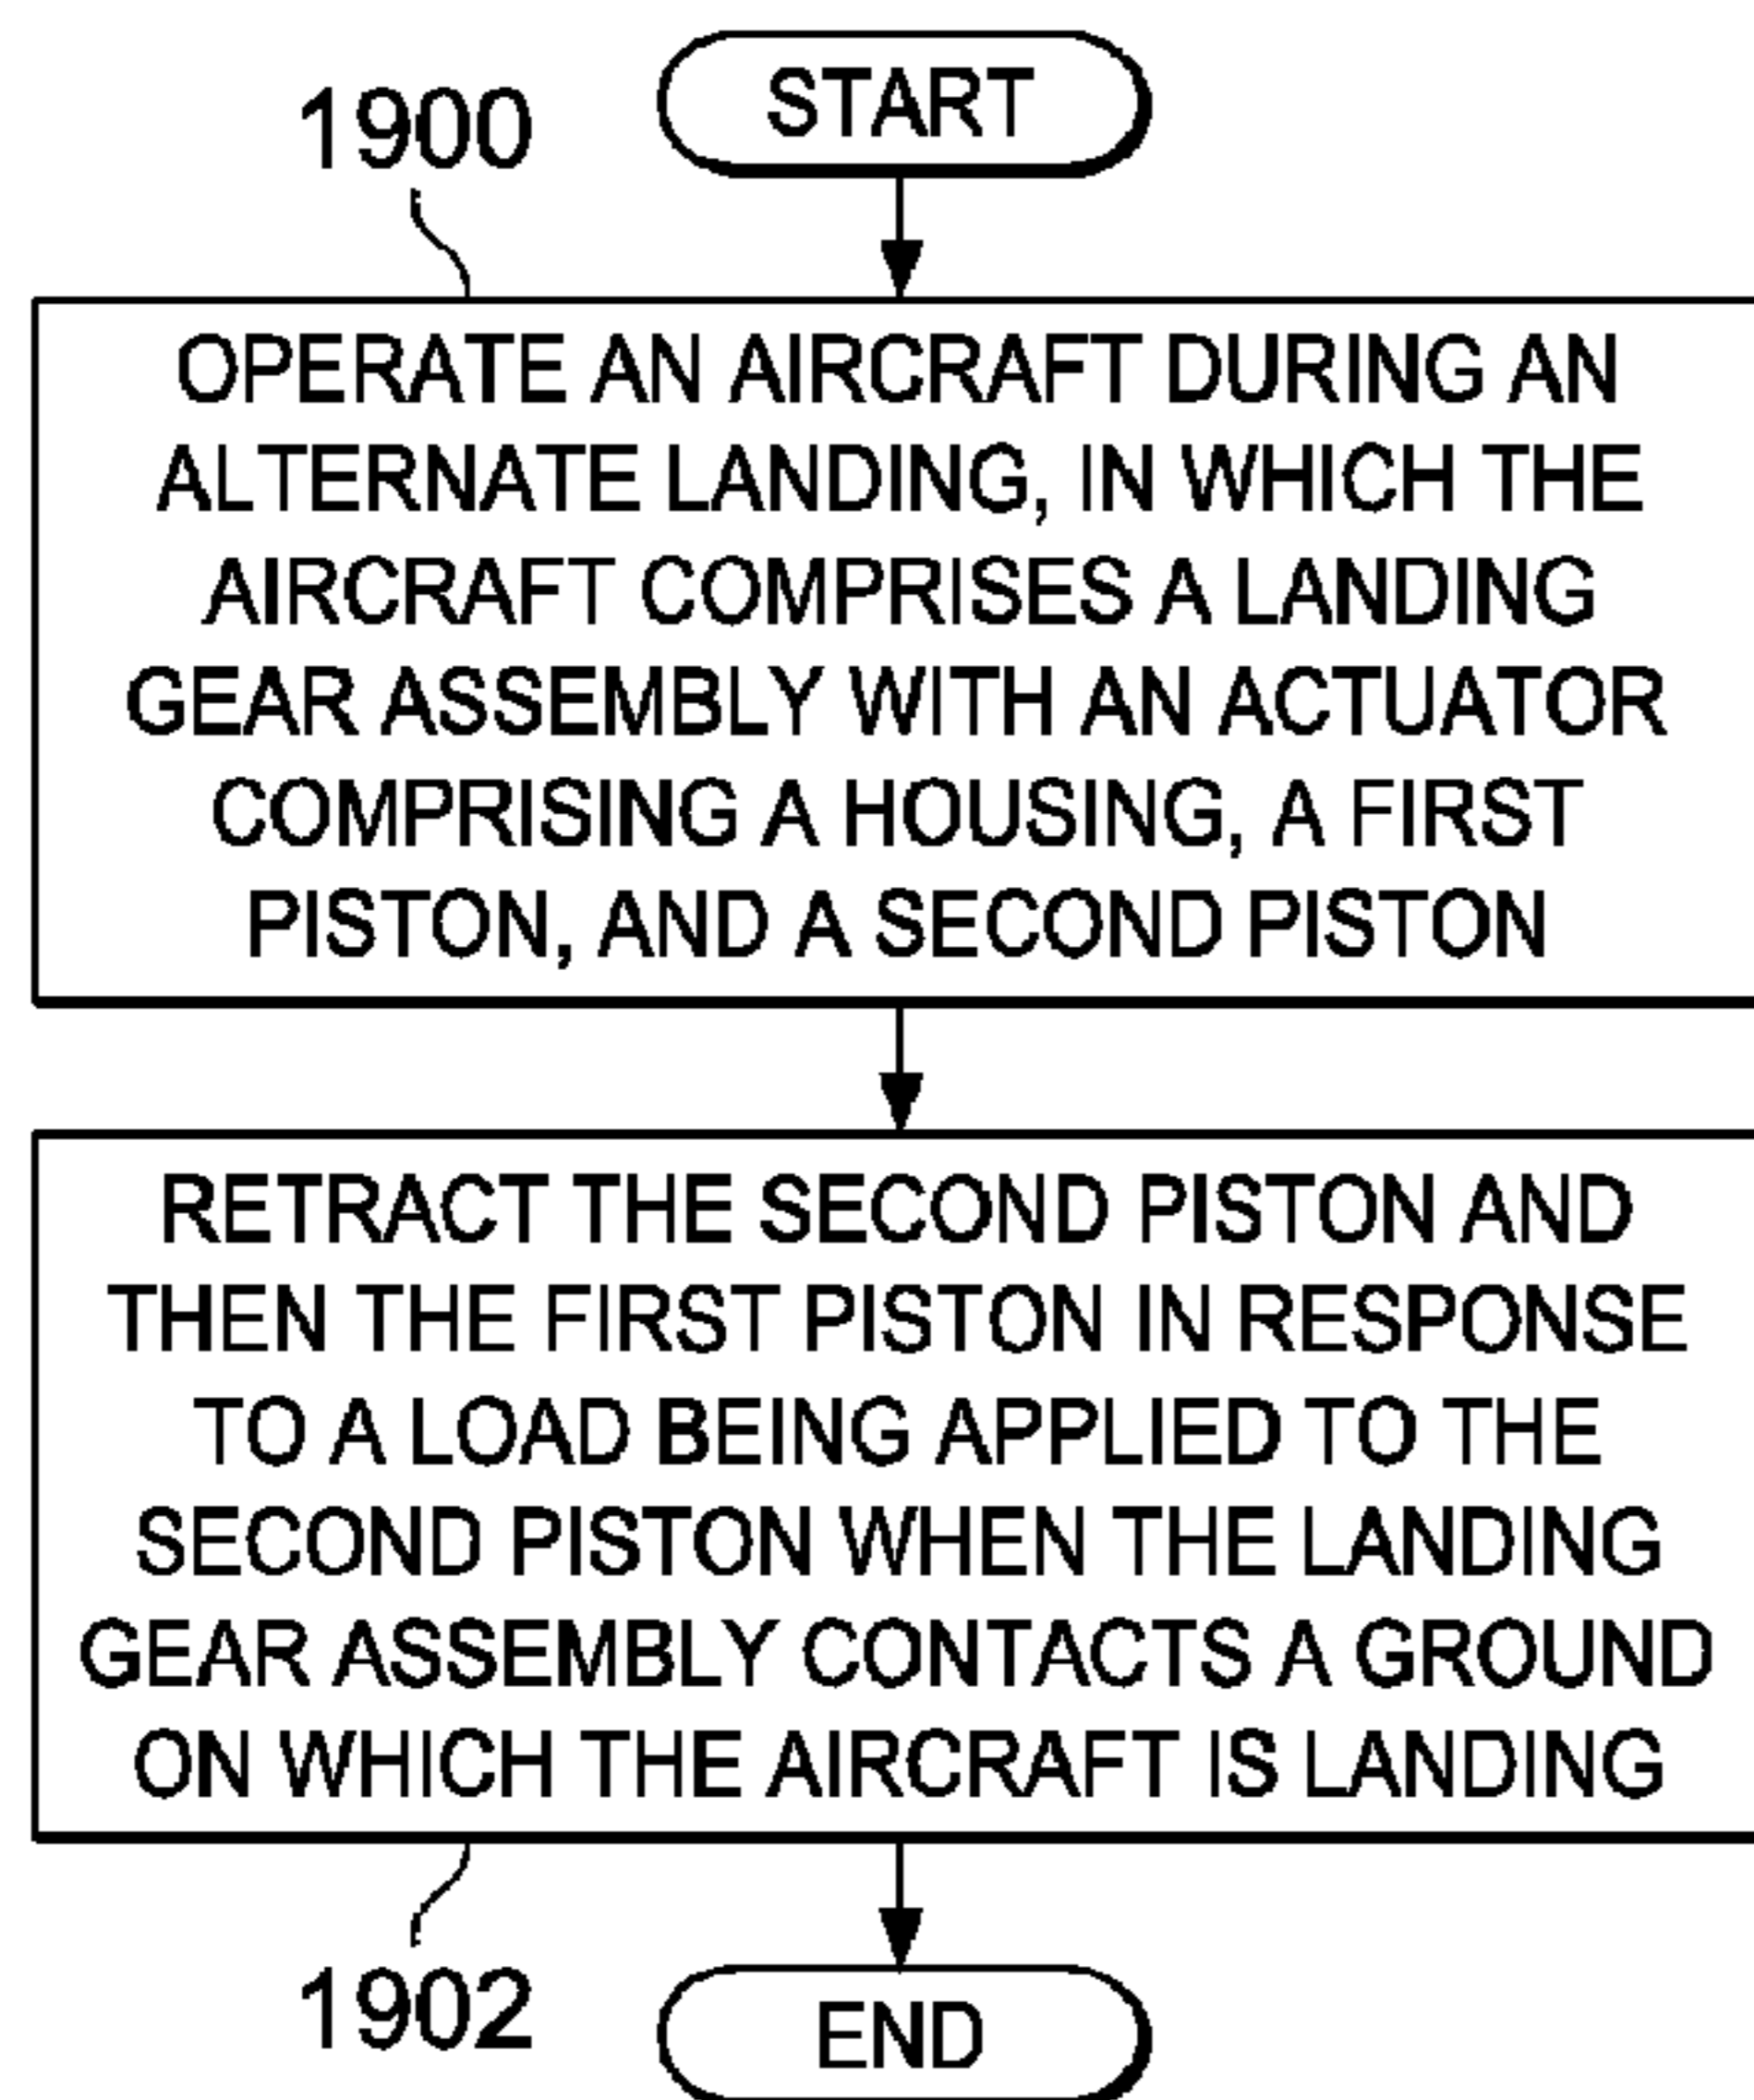 START
1900
OPERATE AN AIRCRAFT DURING AN
ALTERNATE LANDING, IN WHICH THE
AIRCRAFT COMPRISES A LANDING
GEAR ASSEMBLY WITH AN ACTUATOR
COMPRISING A HOUSING, A FIRST
PISTON, AND A SECOND PISTON
RETRACT THE SECOND PISTON AND
THEN THE FIRST PISTON IN RESPONSE
TO A LOAD BEING APPLIED TO THE
SECOND PISTON WHEN THE LANDING
GEAR ASSEMBLY CONTACTS A GROUND
ON WHICH THE AIRCRAFT IS LANDING
1902
END